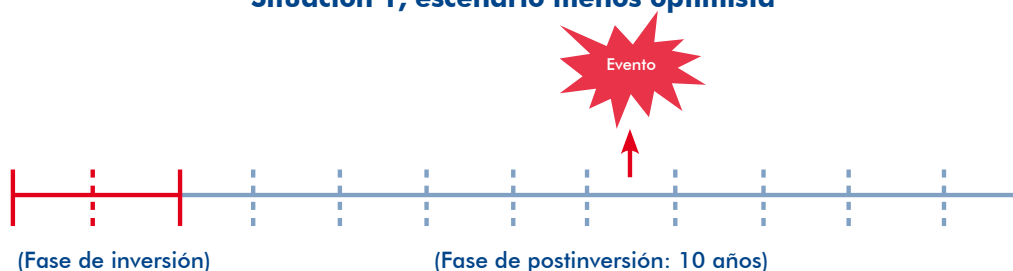 Situación 1, escenario menos optimista
Evento
(Fase de inversión)
(Fase de postinversión: 10 años)